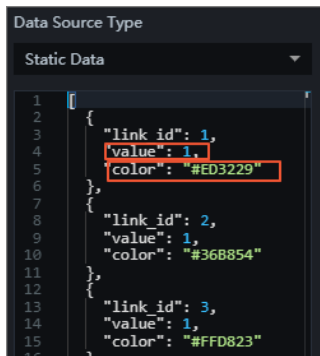 Data Source Type
Static Data
1 [
2 {
3 "link_id": 1,
4 "value": 1,
5 "color": "#ED3229"
6 },
7 {
8 "link_id": 2,
9 "value": 1,
10 "color": "#36B854"
11 },
12 {
13 "link_id": 3,
14 "value": 1,
15 "color": "#FFD823"
16 }